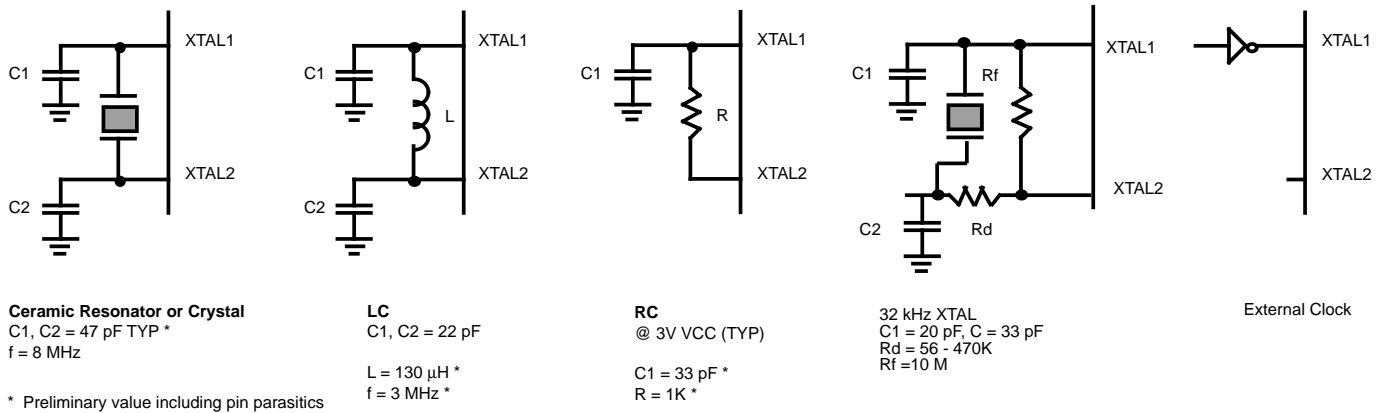 XTAL1
C1
XTAL2
C2
XTAL1
C1
L
XTAL2
C2
XTAL1
C1
R
XTAL2
XTAL1
C1
Rf
XTAL2
C2
Rd
XTAL1
XTAL2
Ceramic Resonator or Crystal
C1, C2 = 47 pF TYP *
f = 8 MHz
* Preliminary value including pin parasitics
LC
C1, C2 = 22 pF
L = 130 μH *
f = 3 MHz *
RC
@ 3V VCC (TYP)
C1 = 33 pF *
R = 1K *
32 kHz XTAL
C1 = 20 pF, C = 33 pF
Rd = 56 - 470K
Rf =10 M
External Clock